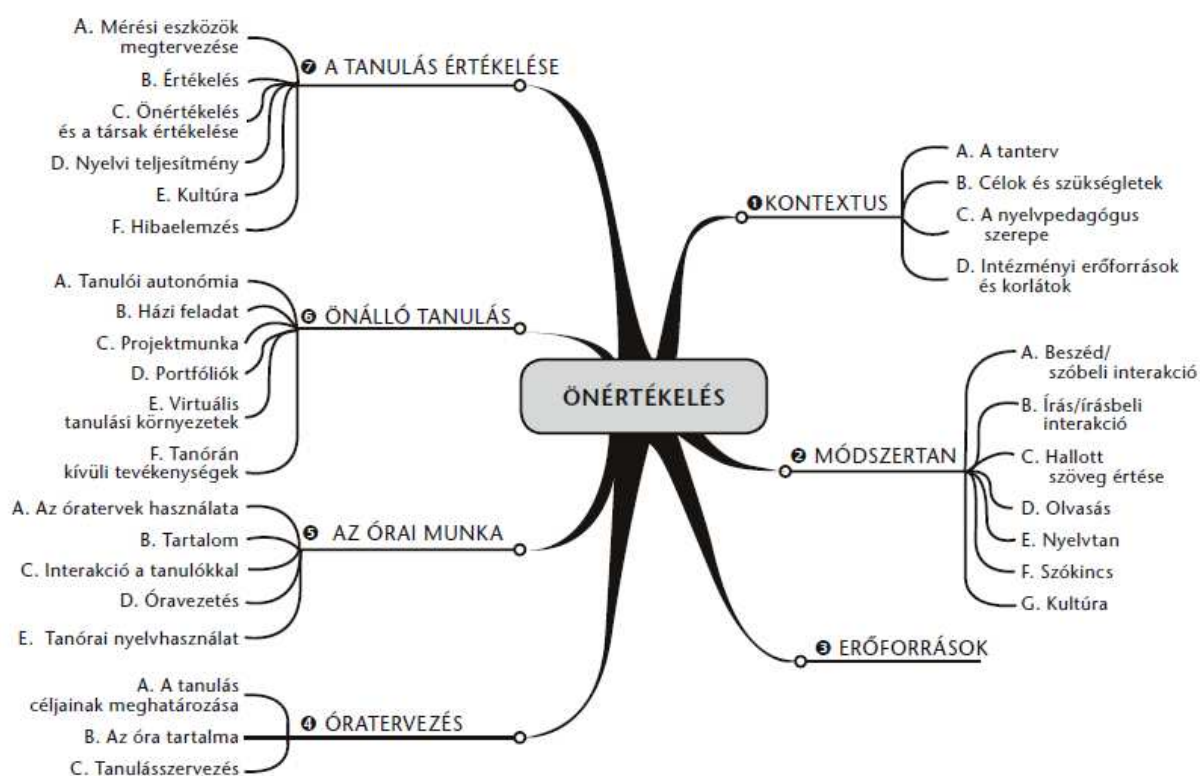 ÖNÉRTÉKELÉS
❶KONTEXTUS
A. A tanterv
B. Célok és szükségletek
C. A nyelvpedagógus
szerepe
D. Intézményi erőforrások
és korlátok
❷ MÓDSZERTAN
A. Beszéd/
szóbeli interakció
B. Írás/írásbeli
interakció
C. Hallott
szöveg értése
D. Olvasás
E. Nyelvtan
F. Szókincs
G. Kultúra
❸ ERŐFORRÁSOK
❹ ÓRATERVEZÉS
A. A tanulás
céljainak meghatározása
B. Az óra tartalma
C. Tanulásszervezés
❺ AZ ÓRAI MUNKA
A. Az óratervek használata
B. Tartalom
C. Interakció a tanulókkal
D. Óravezetés
E. Tanórai nyelvhasználat
❻ ÖNÁLLÓ TANULÁS
A. Tanulói autonómia
B. Házi feladat
C. Projektmunka
D. Portfóliók
E. Virtuális
tanulási környezetek
F. Tanórán
kívüli tevékenységek
❼ A TANULÁS ÉRTÉKELÉSE
A. Mérési eszközök
megtervezése
B. Értékelés
C. Önértékelés
és a társak értékelése
D. Nyelvi teljesítmény
E. Kultúra
F. Hibaelemzés